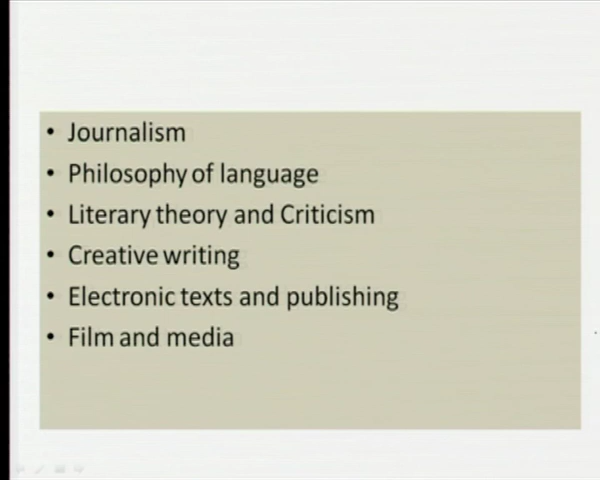 • Journalism
• Philosophy of language
• Literary theory and Criticism
• Creative writing
• Electronic texts and publishing
• Film and media